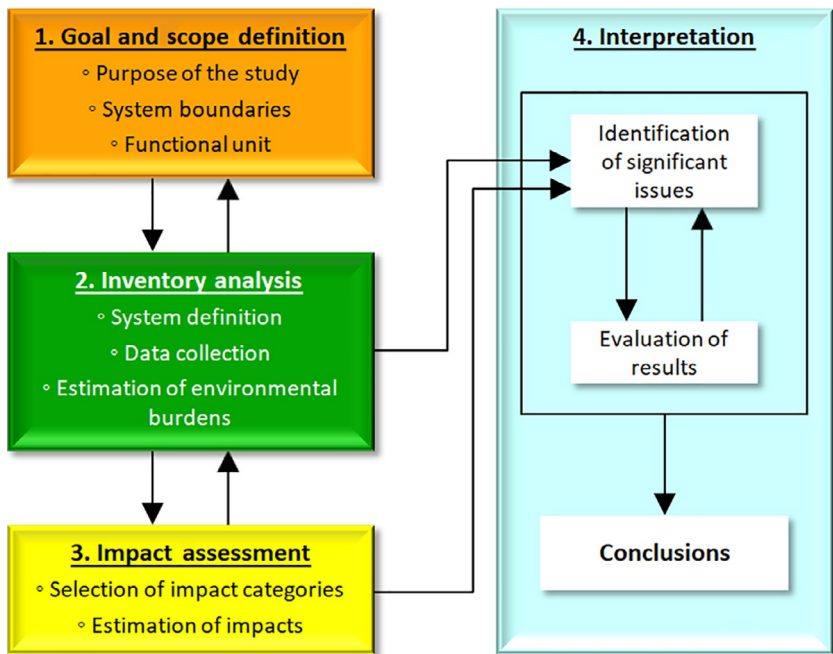 1. Goal and scope definition
◦ Purpose of the study
◦ System boundaries
◦ Functional unit
2. Inventory analysis
◦ System definition
◦ Data collection
◦ Estimation of environmental
burdens
3. Impact assessment
◦ Selection of impact categories
◦ Estimation of impacts
4. Interpretation
Identification
of significant
issues
Evaluation of
results
Conclusions